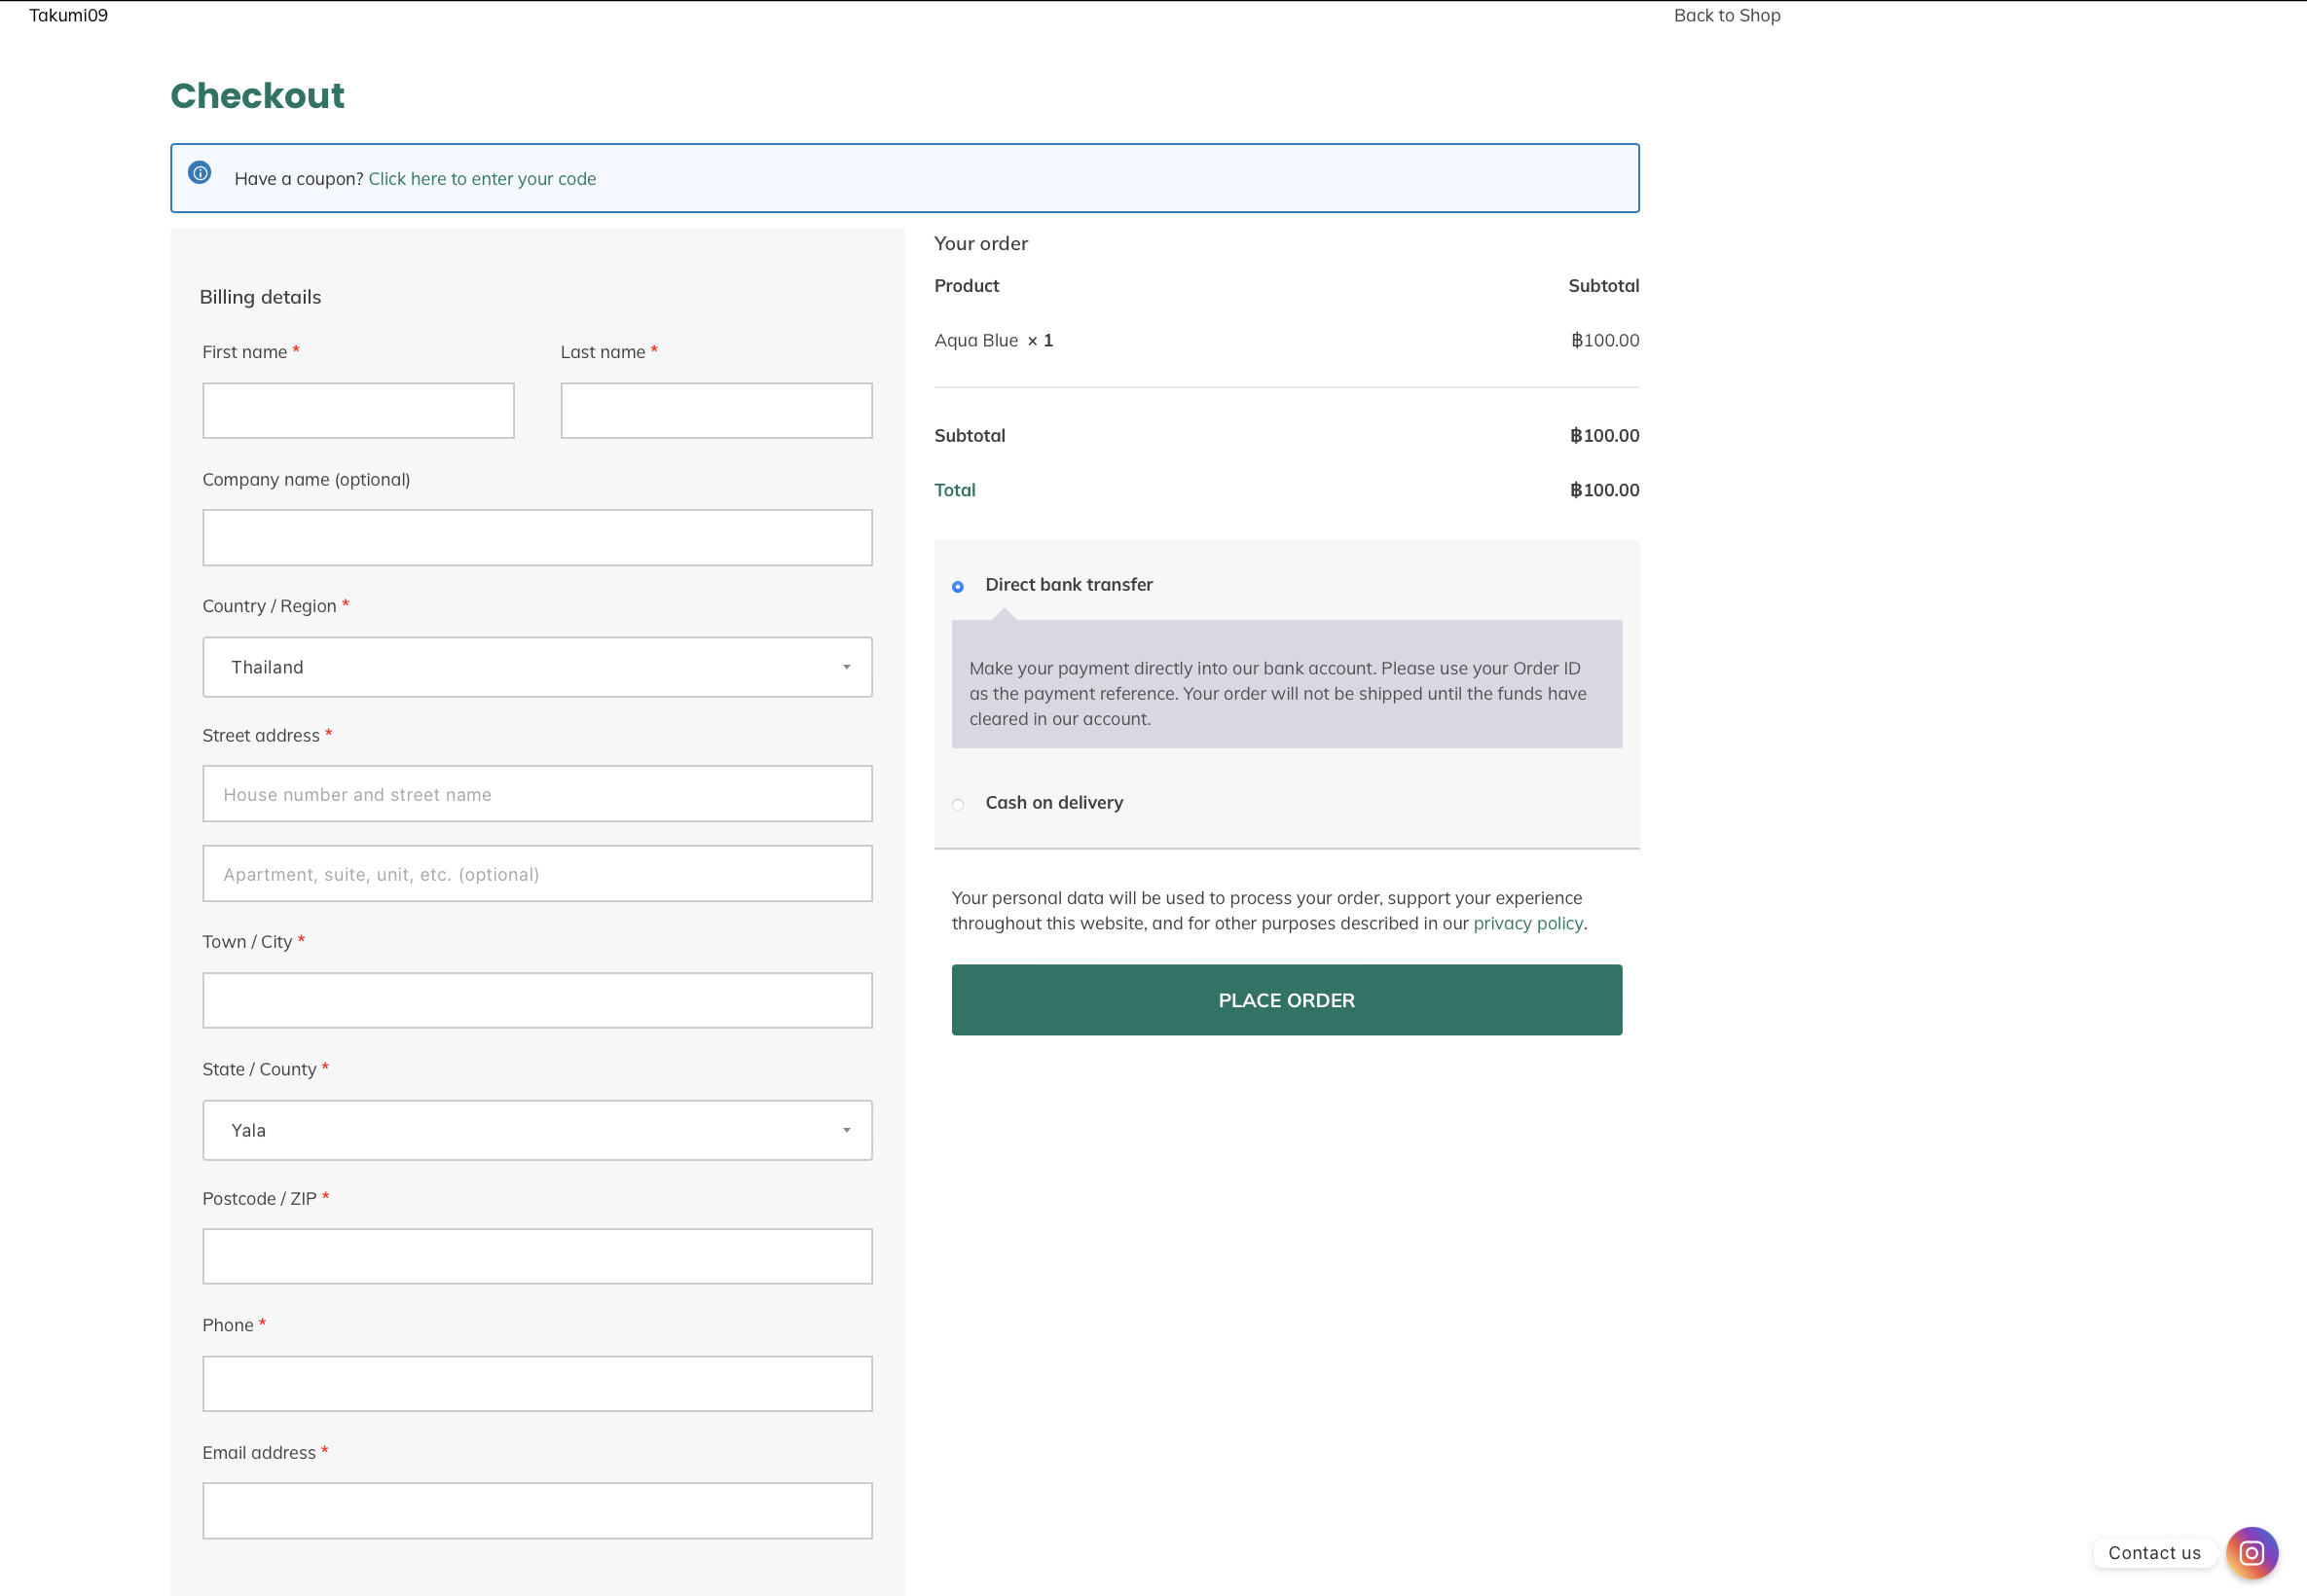 Takumi09
Back to Shop
Checkout
Have a coupon? Click here to enter your code
Billing details
First name *
Last name *
Company name (optional)
Country / Region *
Thailand
Street address *
House number and street name
Apartment, suite, unit, etc. (optional)
Town / City *
State / County *
Yala
Postcode / ZIP *
Phone *
Email address *
Your order
Product Subtotal
Aqua Blue × 1 ฿100.00
Subtotal ฿100.00
Total ฿100.00
Direct bank transfer
Make your payment directly into our bank account. Please use your Order ID
as the payment reference. Your order will not be shipped until the funds have
cleared in our account.
Cash on delivery
Your personal data will be used to process your order, support your experience
throughout this website, and for other purposes described in our privacy policy.
PLACE ORDER
Contact us